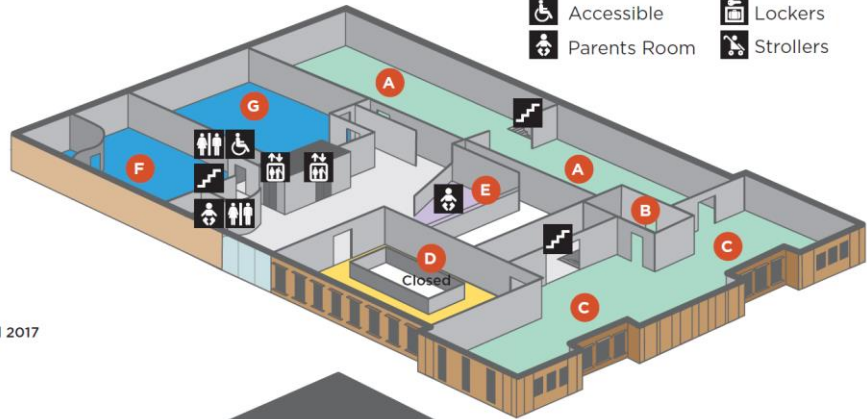 Accessible
Lockers
Parents Room
Strollers
A
G
A
F
E
B
C
D
Closed
C
2017